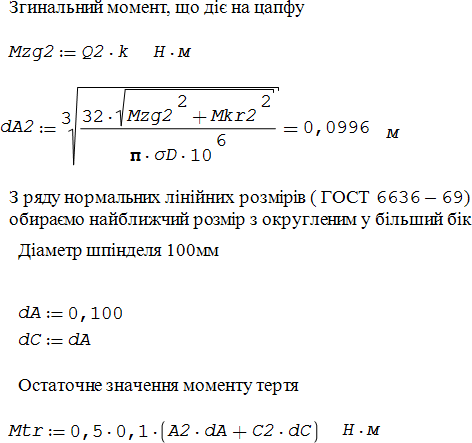 Згинальний момент, що діє на цапфу
Mzg2 := Q2 · k Н · м
dA2 := ∛(32 · √(Mzg2² + Mkr2²) / (π · σD · 10⁶)) = 0,0996 м
З ряду нормальних лінійних розмірів ( ГОСТ 6636 – 69)
обираємо найближчий розмір з округленим у більший бік
Діаметр шпінделя 100мм
dA := 0,100
dC := dA
Остаточне значення моменту тертя
Mtr := 0,5 · 0,1 · (A2 · dA + C2 · dC) Н · м